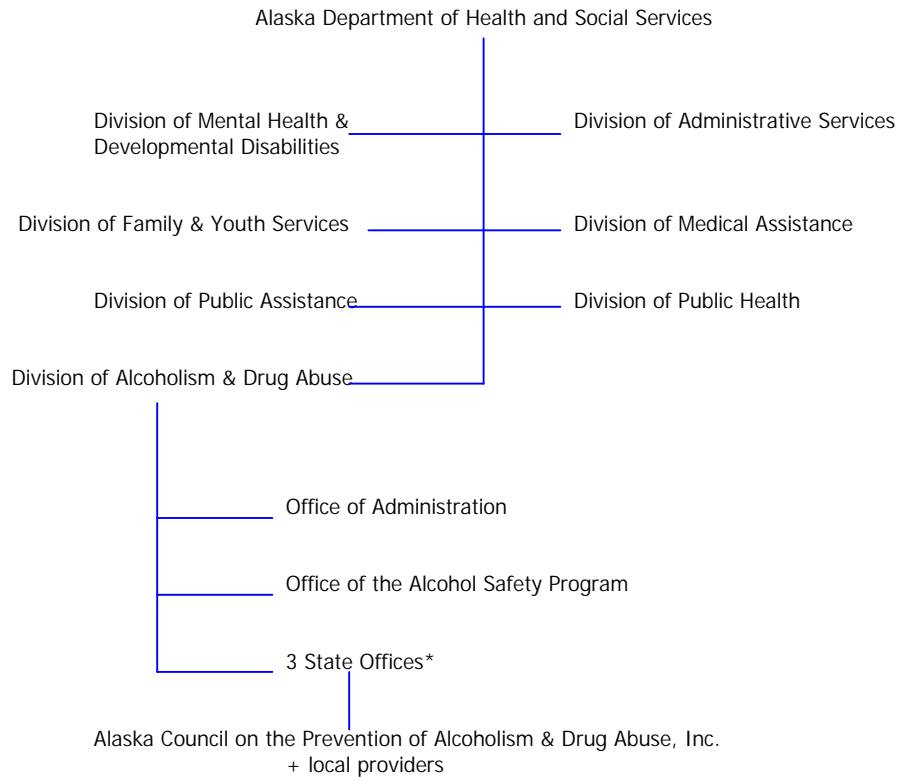 Alaska Department of Health and Social Services
Division of Mental Health &
Developmental Disabilities
Division of Administrative Services
Division of Family & Youth Services
Division of Medical Assistance
Division of Public Assistance
Division of Public Health
Division of Alcoholism & Drug Abuse
Office of Administration
Office of the Alcohol Safety Program
3 State Offices*
Alaska Council on the Prevention of Alcoholism & Drug Abuse, Inc.
+ local providers